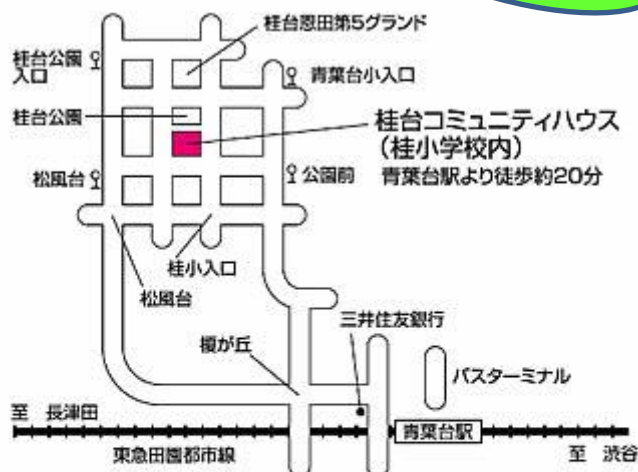 桂台恩田第5グランド
桂台公園
入口
青葉台小入口
桂台公園
桂台コミュニティハウス
(桂小学校内)
青葉台駅より徒歩約20分
松風台
公園前
桂小入口
松風台
三井住友銀行
榎が丘
バスターミナル
至 長津田
青葉台駅
東急田園都市線
至 渋谷